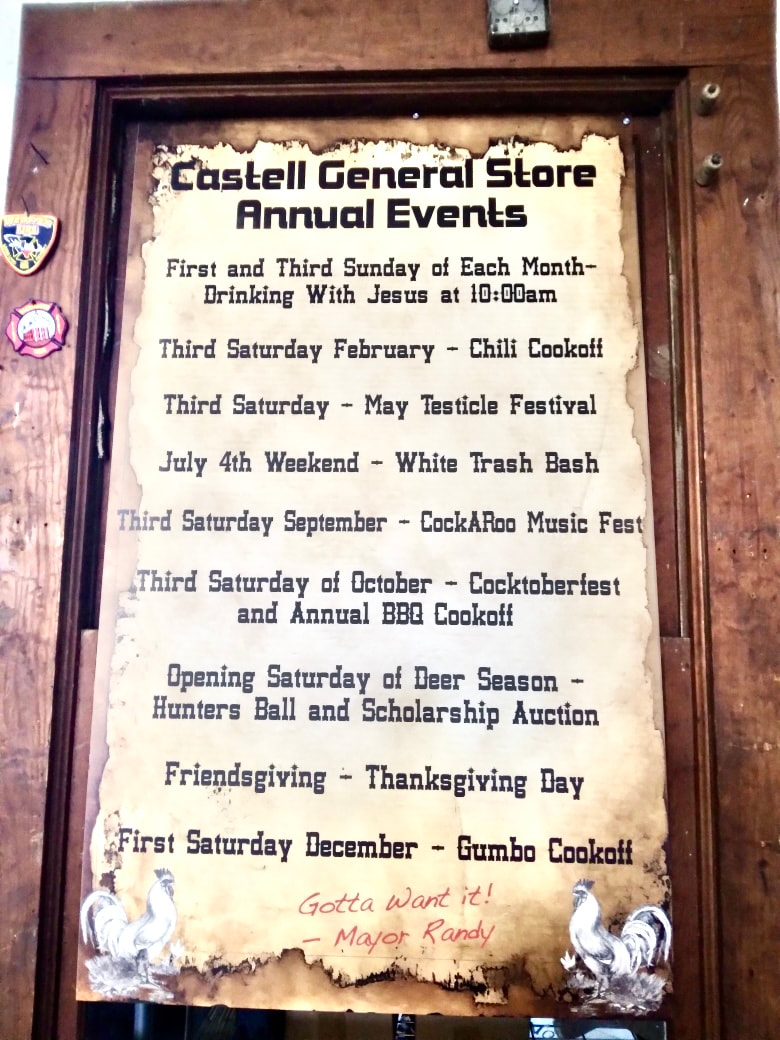 Castell General Store
Annual Events
First and Third Sunday of Each Month-
Drinking With Jesus at 10:00am
Third Saturday February - Chili Cookoff
Third Saturday - May Testicle Festival
July 4th Weekend - White Trash Bash
Third Saturday September - CockARoo Music Fest
Third Saturday of October - Cocktoberfest
and Annual BBQ Cookoff
Opening Saturday of Deer Season -
Hunters Ball and Scholarship Auction
Friendsgiving - Thanksgiving Day
First Saturday December - Gumbo Cookoff
Gotta Want it!
- Mayor Randy